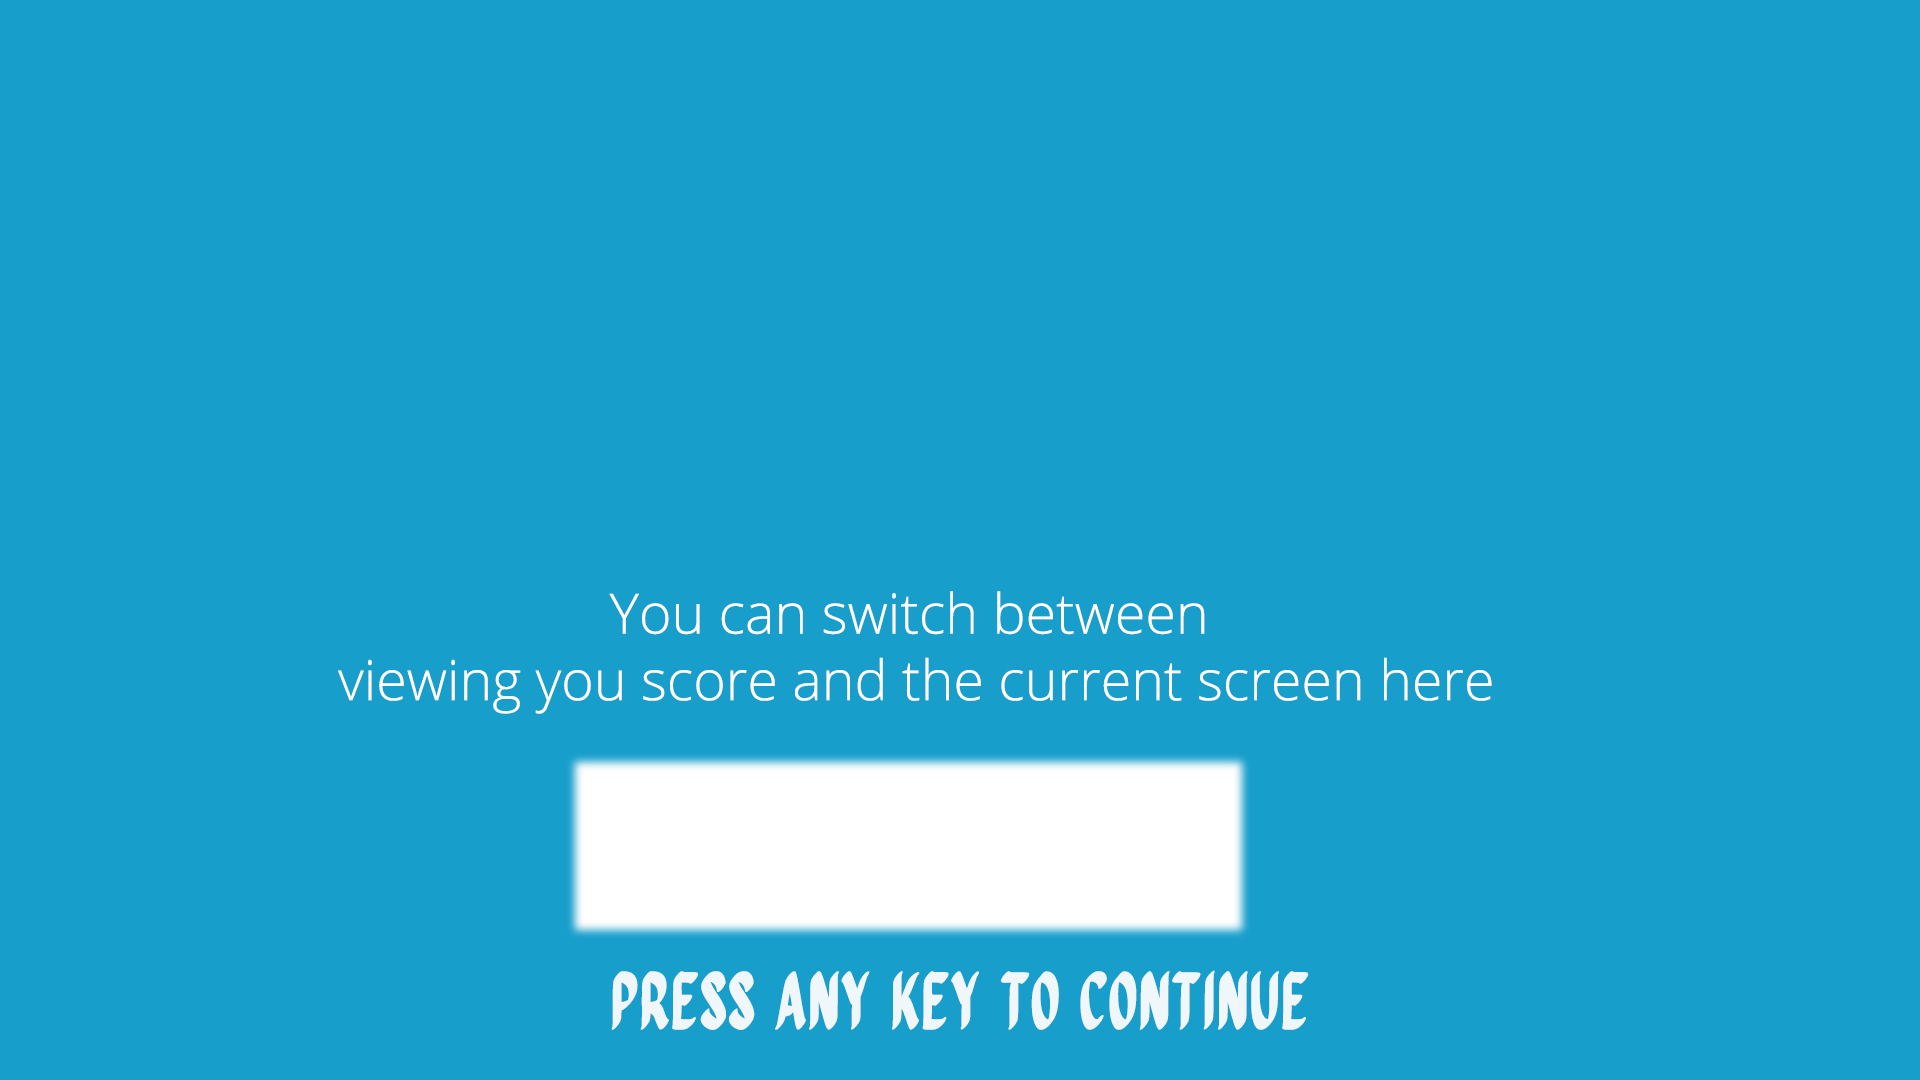 You can switch between
viewing you score and the current screen here
PRESS ANY KEY TO CONTINUE